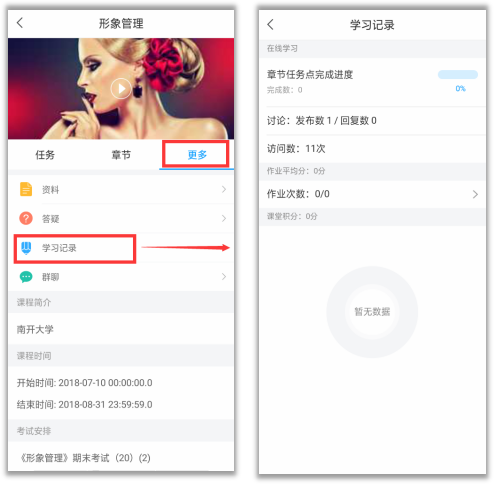 形象管理
任务
章节
更多
资料
答疑
学习记录
群聊
课程简介
南开大学
课程时间
开始时间: 2018-07-10 00:00:00.0
结束时间: 2018-08-31 23:59:59.0
考试安排
《形象管理》期末考试（20）(2)
学习记录
在线学习
章节任务点完成进度
完成数：0
0%
讨论：发布数 1 / 回复数 0
访问数：11次
作业平均分：0分
作业次数：0/0
课堂积分：0分
暂无数据